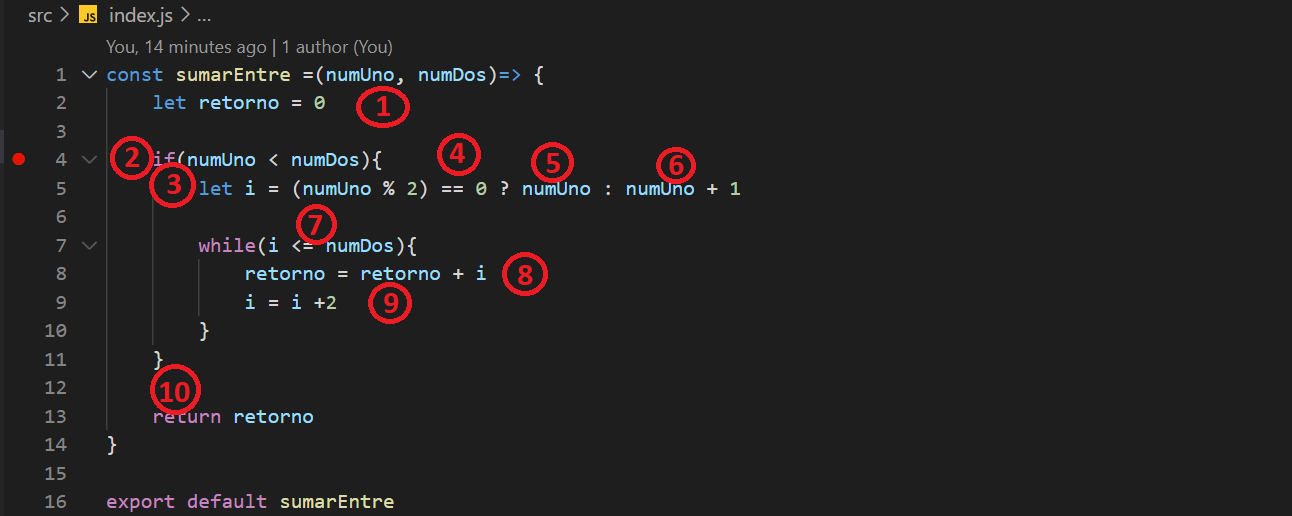 src > JS index.js > ...
You, 14 minutes ago | 1 author (You)
1 const sumarEntre =(numUno, numDos)=> {
2 let retorno = 0 1
3
4 2 if(numUno < numDos){ 4 5 6
5 3 let i = (numUno % 2) == 0 ? numUno : numUno + 1
6 7
7 while(i <= numDos){
8 retorno = retorno + i 8
9 i = i +2 9
10 }
11 }
12 10
13 return retorno
14 }
15
16 export default sumarEntre